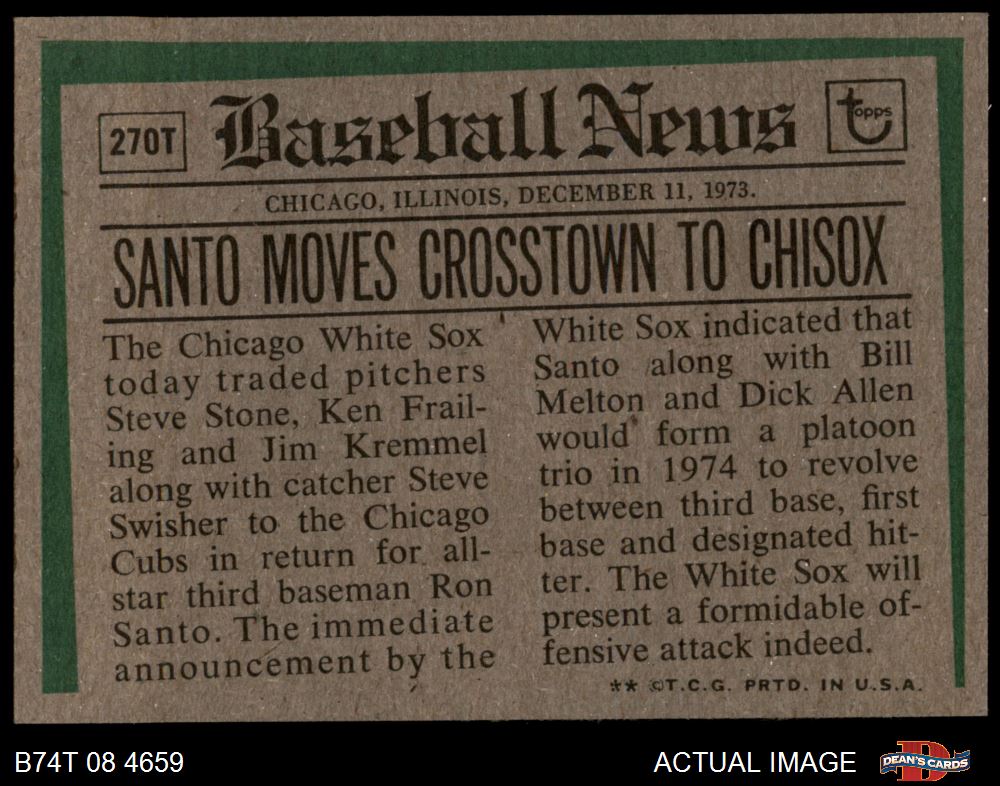 270T
Baseball News
topps
CHICAGO, ILLINOIS, DECEMBER 11, 1973.
SANTO MOVES CROSSTOWN TO CHISOX
The Chicago White Sox
today traded pitchers
Steve Stone, Ken Frail-
ing and Jim Kremmel
along with catcher Steve
Swisher to the Chicago
Cubs in return for all-
star third baseman Ron
Santo. The immediate
announcement by the
White Sox indicated that
Santo along with Bill
Melton and Dick Allen
would form a platoon
trio in 1974 to revolve
between third base, first
base and designated hit-
ter. The White Sox will
present a formidable of-
fensive attack indeed.
** ©T.C.G. PRTD. IN U.S.A.
B74T 08 4659
ACTUAL IMAGE
DEAN'S CARDS